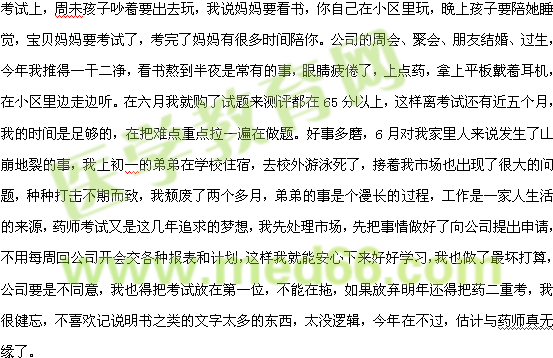 考试上，周末孩子吵着要出去玩，我说妈妈要看书，你自己在小区里玩，晚上孩子要陪她睡
觉，宝贝妈妈要考试了，考完了妈妈有很多时间陪你。公司的周会、聚会、朋友结婚、过生，
今年我推得一干二净，看书熬到半夜是常有的事，眼睛疲倦了，上点药，拿上平板戴着耳机，
在小区里边走边听。在六月我就购了试题来测评都在 65 分以上，这样离考试还有近五个月，
我的时间是足够的，在把难点重点拉一遍在做题。好事多磨，6 月对我家里人来说发生了山
崩地裂的事，我上初一的弟弟在学校住宿，去校外游泳死了，接着我市场也出现了很大的问
题，种种打击不期而致，我颓废了两个多月，弟弟的事是个漫长的过程，工作是一家人生活
的来源，药师考试又是这几年追求的梦想，我先处理市场，先把事情做好了向公司提出申请，
不用每周回公司开会交各种报表和计划，这样我就能安心下来好好学习，我也做了最坏打算，
公司要是不同意，我也得把考试放在第一位，不能在拖，如果放弃明年还得把药二重考，我
很健忘，不喜欢记说明书之类的文字太多的东西，太没逻辑，今年在不过，估计与药师真无
缘了。
医学教育网
www.med66.com